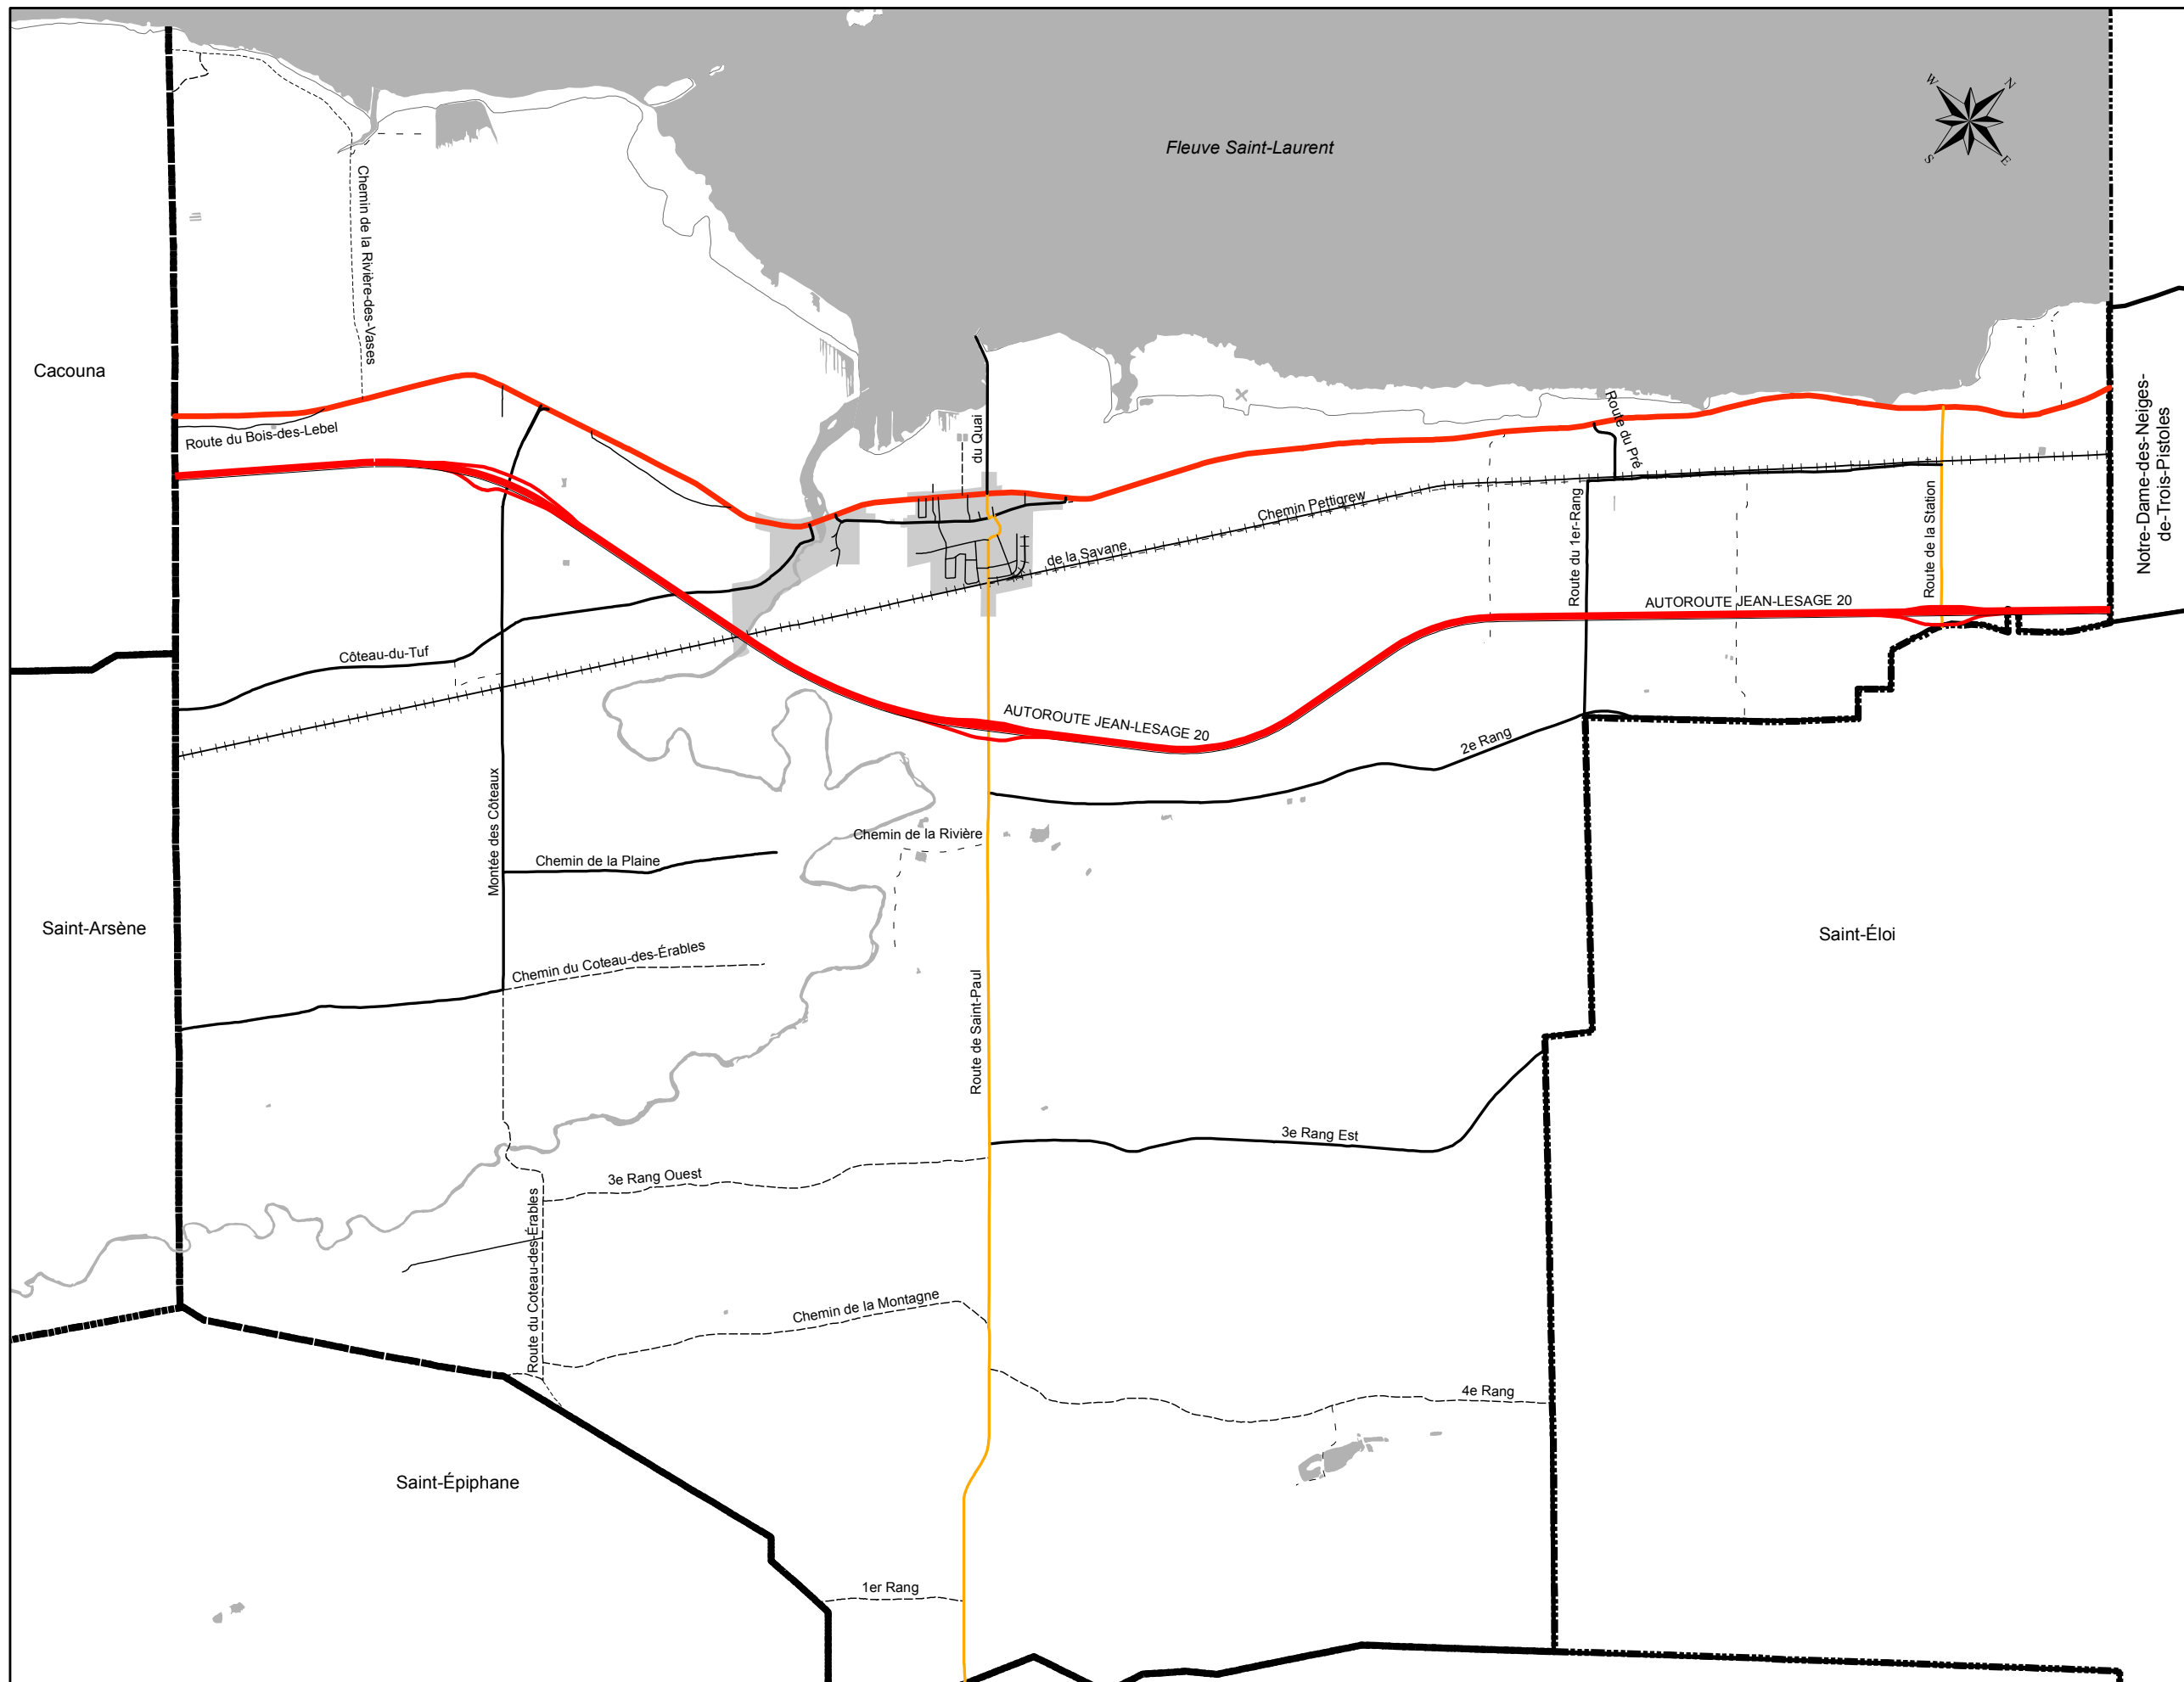 W
N
S
E
Fleuve Saint-Laurent
Chemin de la Rivière-des-Vases
Cacouna
Route du Bois-des-Lebel
du Quai
Route du Pré
Notre-Dame-des-Neiges-
de-Trois-Pistoles
Chemin Pettigrew
de la Savane
Route du 1er-Rang
Route de la Station
AUTOROUTE JEAN-LESAGE 20
Côteau-du-Tuf
AUTOROUTE JEAN-LESAGE 20
2e Rang
Montée des Côteaux
Chemin de la Rivière
Chemin de la Plaine
Saint-Arsène
Saint-Éloi
Chemin du Coteau-des-Érables
Route de Saint-Paul
3e Rang Est
3e Rang Ouest
Route du Coteau-des-Érables
Chemin de la Montagne
4e Rang
Saint-Épiphane
1er Rang